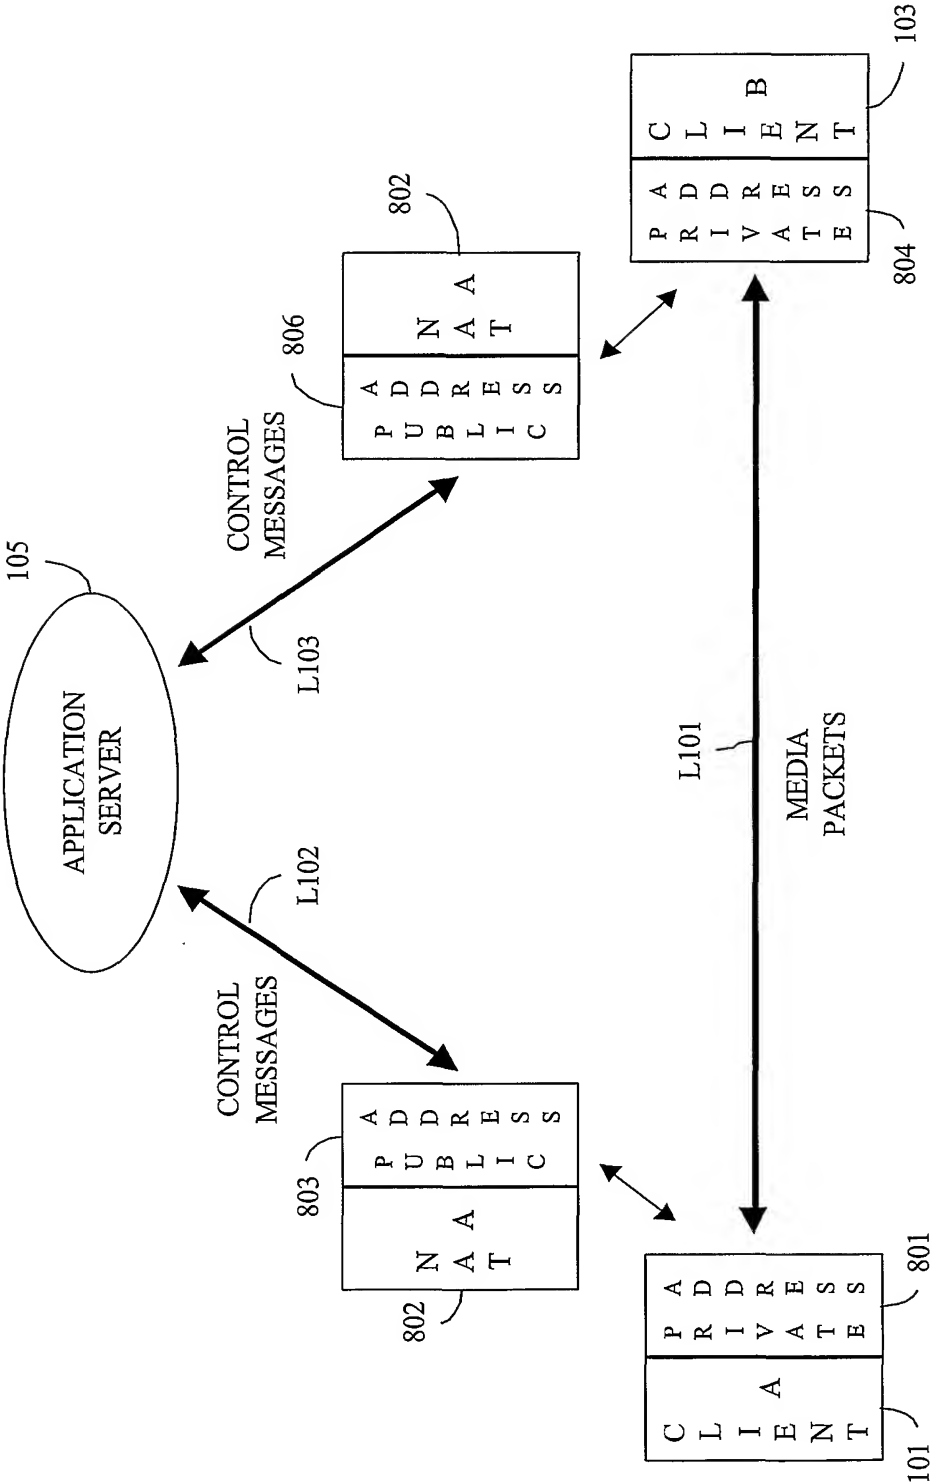 105
APPLICATION
SERVER
CONTROL
MESSAGES
CONTROL
MESSAGES
L102
L103
803
806
802
802
NAT
A
PUBLIC
ADDRESS
PUBLIC
ADDRESS
NAT
A
CLIENT
A
PRIVATE
ADDRESS
L101
MEDIA
PACKETS
PRIVATE
ADDRESS
CLIENT
B
101
801
804
103